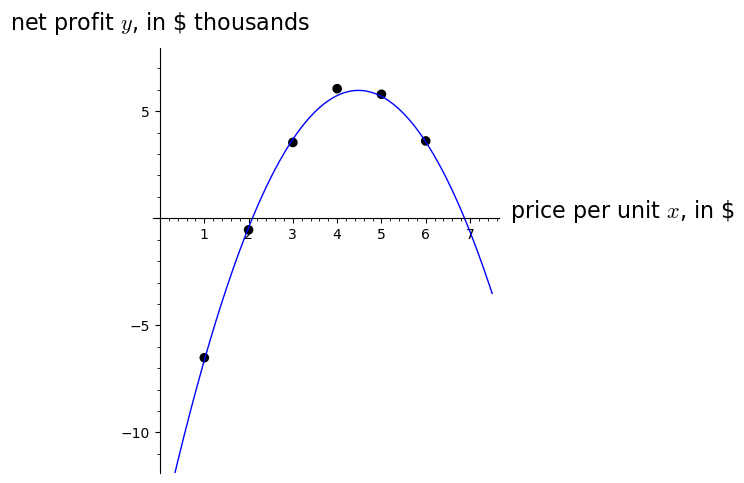 net profit y, in $ thousands
5
price per unit x, in $
1 2 3 4 5 6 7
−5
−10